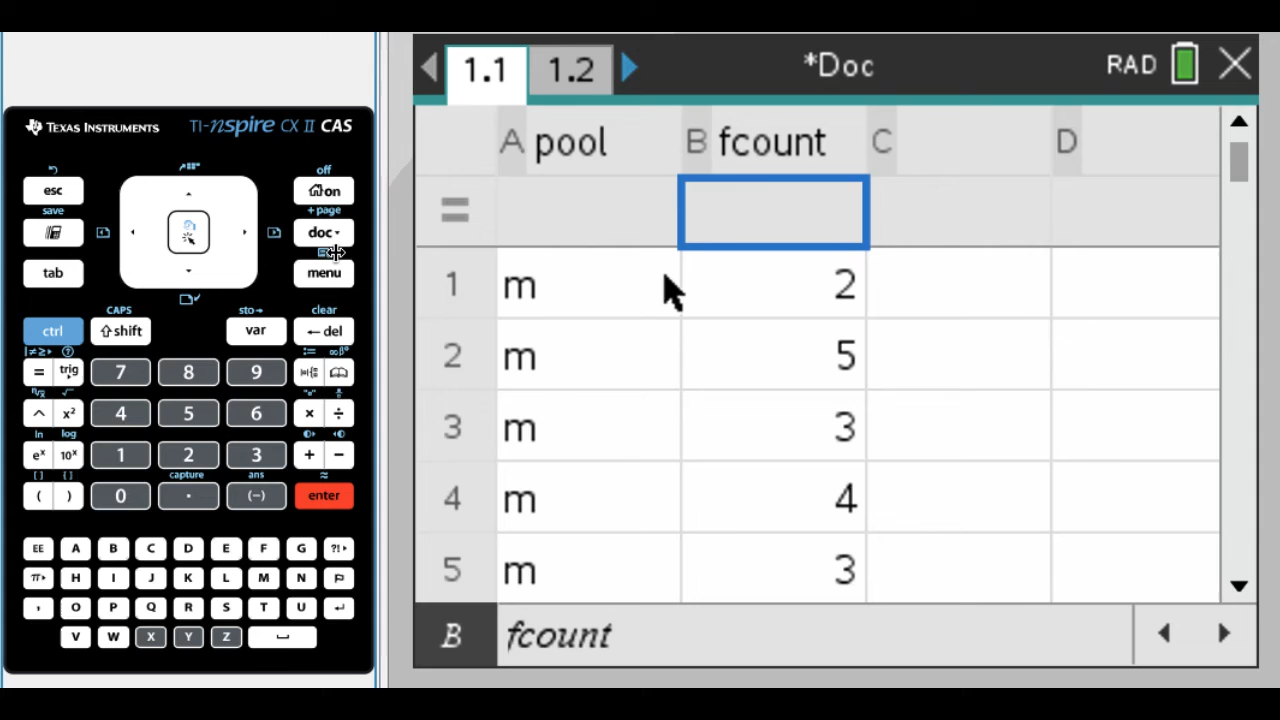 TEXAS INSTRUMENTS TI-nspire CX II CAS
off
esc
on
save
+ page
doc
tab
menu
CAPS
sto→
clear
ctrl
⇧shift
var
←del
|≠≥▸
:=
∞β°
=
trig
7
8
9
^
x²
4
5
6
×
÷
ln
log
eˣ
10ˣ
1
2
3
+
−
[ ]
{ }
capture
ans
≈
(
)
0
.
(−)
enter
EE A B C D E F G ?!▸
π▸ H I J K L M N
, O P Q R S T U ↵
V W X Y Z
1.1 1.2 *Doc RAD
A pool B fcount C D
=
1 m 2
2 m 5
3 m 3
4 m 4
5 m 3
B fcount